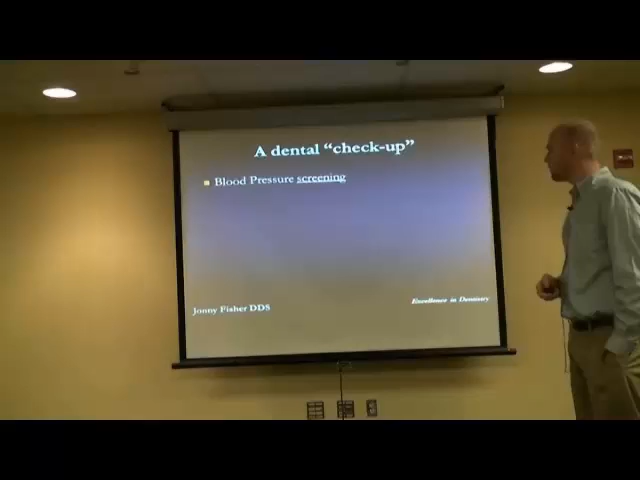 A dental “check-up”
Blood Pressure screening
Jonny Fisher DDS
Excellence in Dentistry